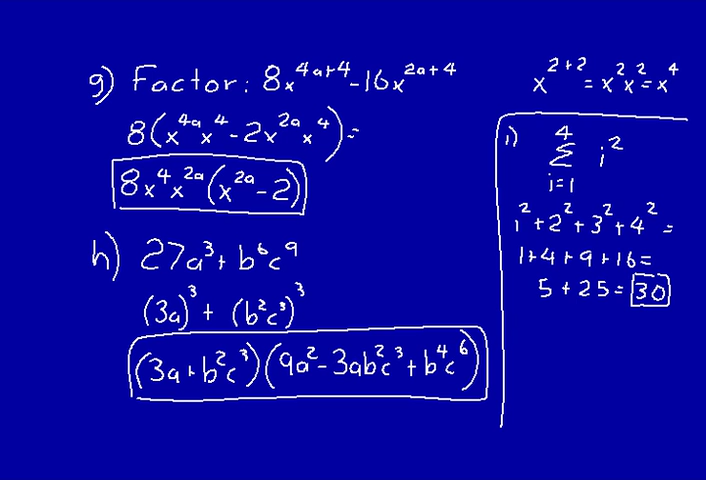 g) Factor: 8x^{4a+4} - 16x^{2a+4}
8(x^{4a}x^4 - 2x^{2a}x^4) =
8x^4x^{2a}(x^{2a} - 2)
h) 27a^3 + b^6c^9
(3a)^3 + (b^2c^3)^3
(3a + b^2c^3)(9a^2 - 3ab^2c^3 + b^4c^6)
x^{2+2} = x^2x^2 = x^4
i) \sum_{i=1}^{4} i^2
1^2 + 2^2 + 3^2 + 4^2 =
1 + 4 + 9 + 16 =
5 + 25 = 30